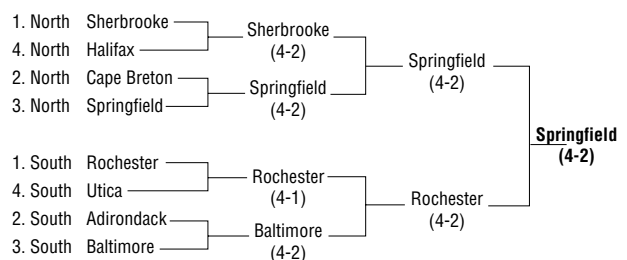 1. North Sherbrooke
4. North Halifax
2. North Cape Breton
3. North Springfield
Sherbrooke
(4-2)
Springfield
(4-2)
Springfield
(4-2)
1. South Rochester
4. South Utica
2. South Adirondack
3. South Baltimore
Rochester
(4-1)
Baltimore
(4-2)
Rochester
(4-2)
Springfield
(4-2)